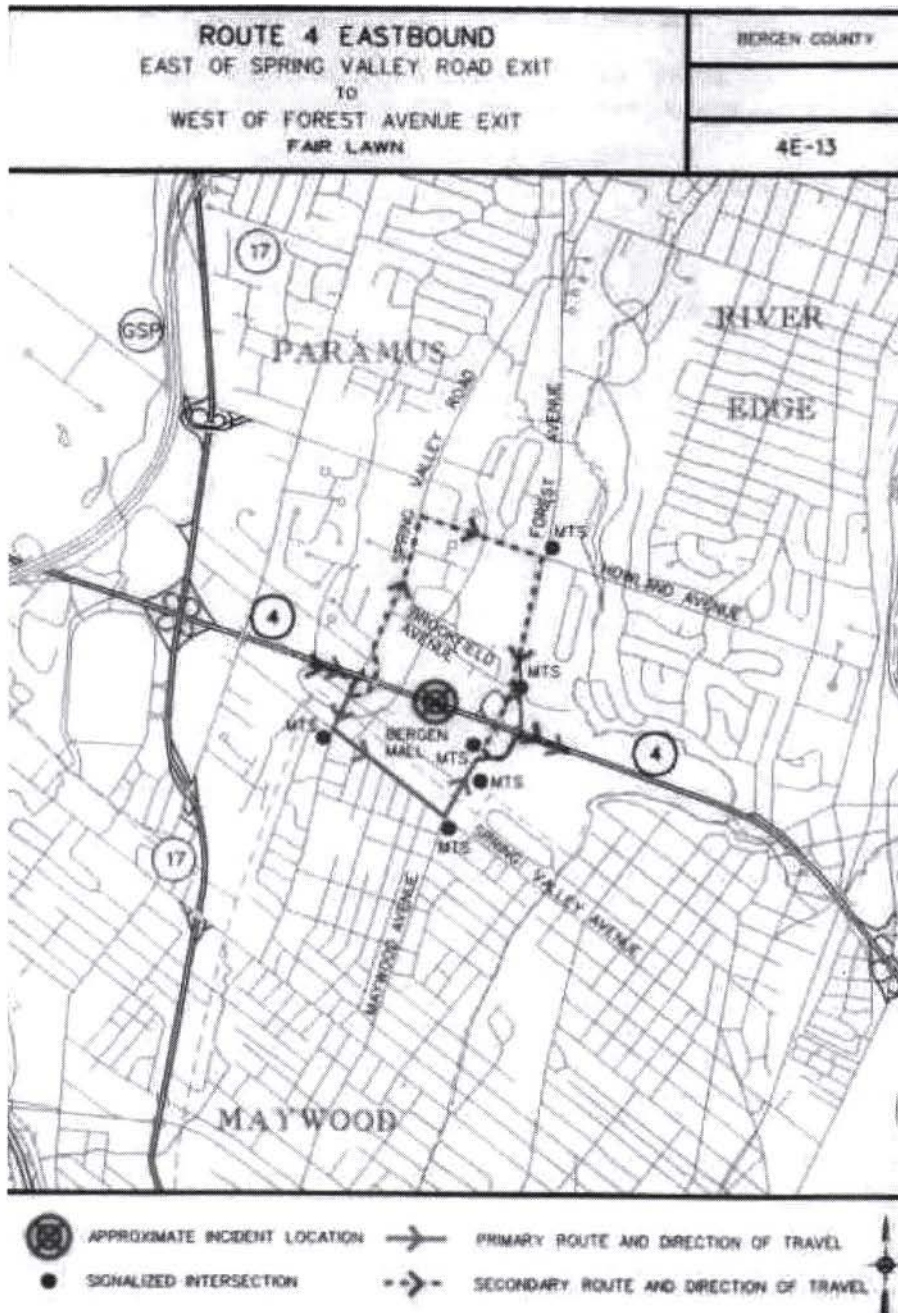 ROUTE 4 EASTBOUND
EAST OF SPRING VALLEY ROAD EXIT
TO
WEST OF FOREST AVENUE EXIT
FAIR LAWN
BERGEN COUNTY
4E-13
17
GSP
PARAMUS
RIVER
EDGE
SPRING VALLEY ROAD
FOREST AVENUE
MTS
HOWLAND AVENUE
4
BROOKFIELD
AVENUE
MTS
MTS
BERGEN
MALL
MTS
4
MTS
MTS
17
SPRING VALLEY AVENUE
MAYWOOD AVENUE
MAYWOOD
APPROXIMATE INCIDENT LOCATION
PRIMARY ROUTE AND DIRECTION OF TRAVEL
SIGNALIZED INTERSECTION
SECONDARY ROUTE AND DIRECTION OF TRAVEL